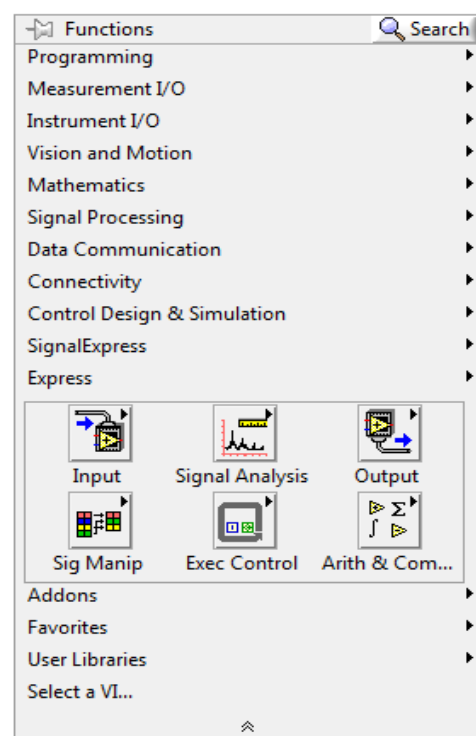 Functions Search
Programming
Measurement I/O
Instrument I/O
Vision and Motion
Mathematics
Signal Processing
Data Communication
Connectivity
Control Design & Simulation
SignalExpress
Express
Input Signal Analysis Output
Sig Manip Exec Control Arith & Com...
Addons
Favorites
User Libraries
Select a VI...